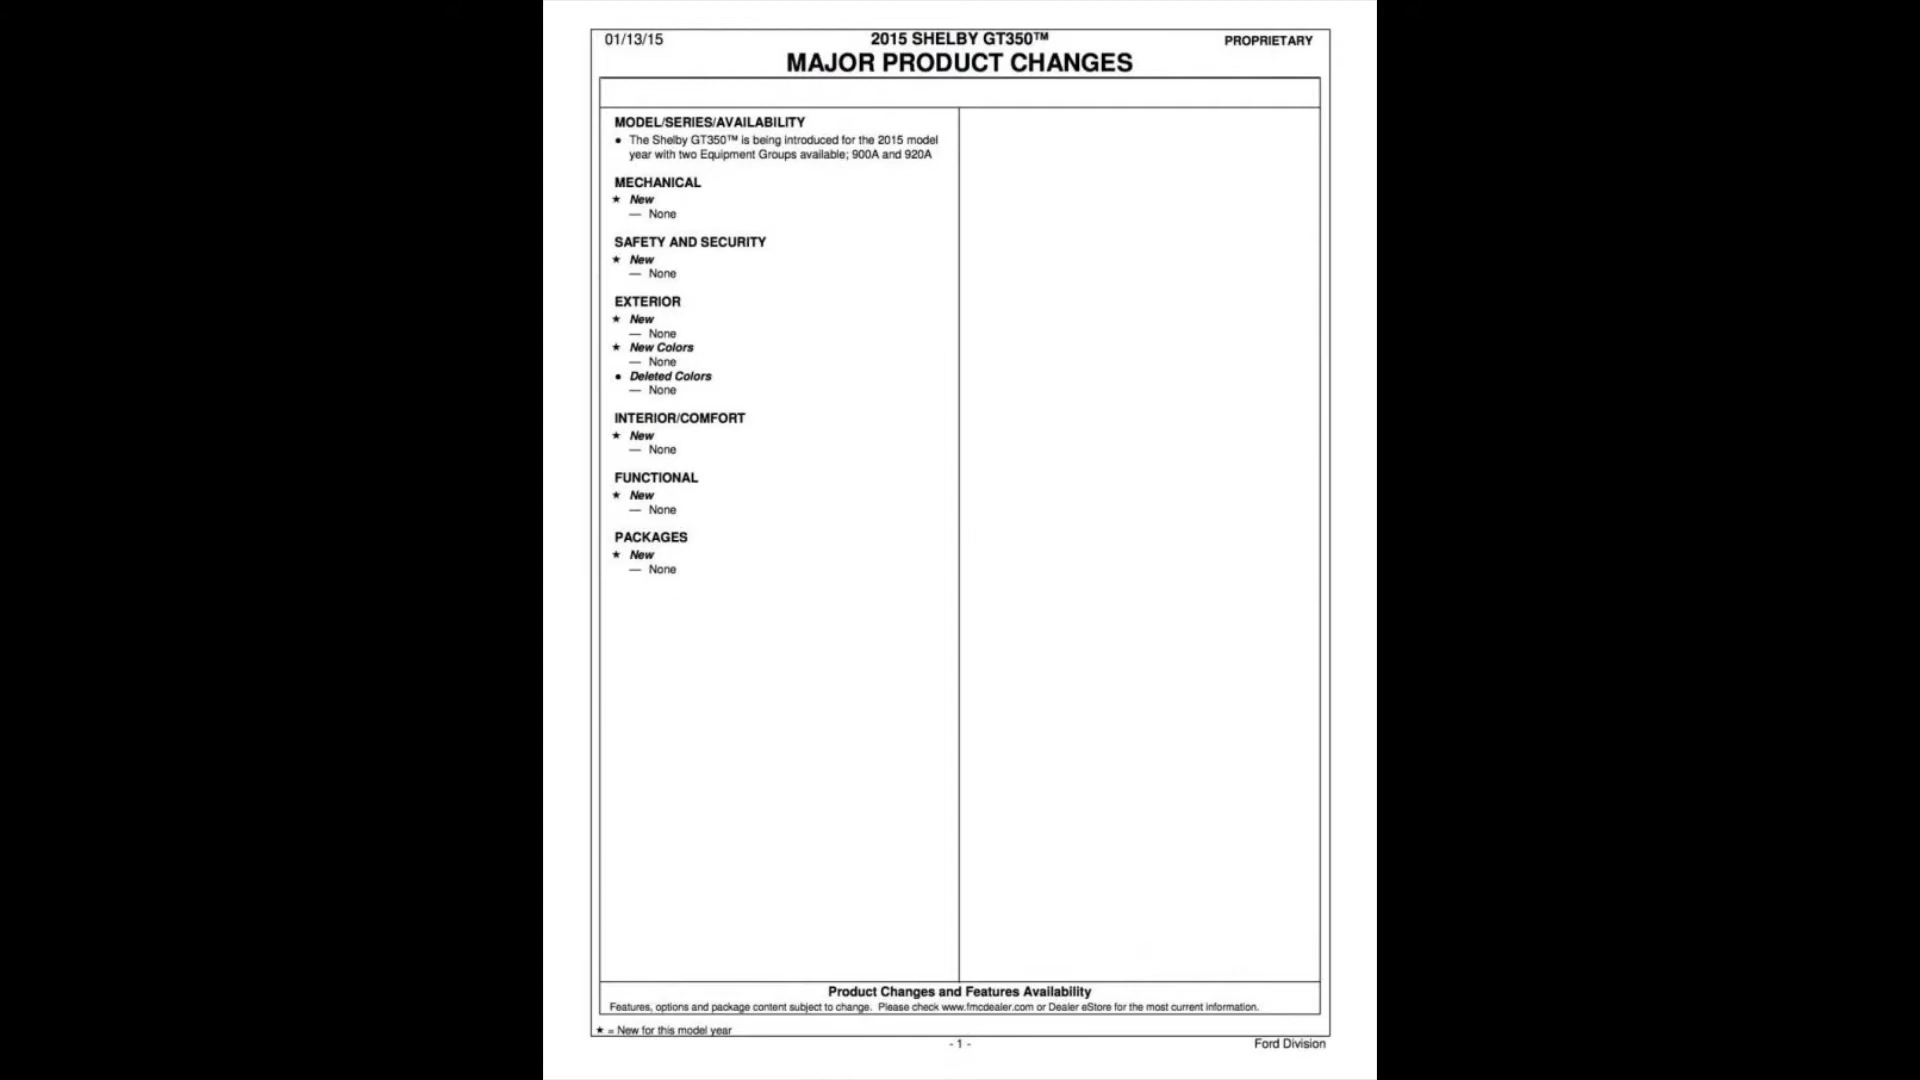 01/13/15
2015 SHELBY GT350™
PROPRIETARY
MAJOR PRODUCT CHANGES
MODEL/SERIES/AVAILABILITY
● The Shelby GT350™ is being introduced for the 2015 model
year with two Equipment Groups available; 900A and 920A
MECHANICAL
★ New
— None
SAFETY AND SECURITY
★ New
— None
EXTERIOR
★ New
— None
★ New Colors
— None
● Deleted Colors
— None
INTERIOR/COMFORT
★ New
— None
FUNCTIONAL
★ New
— None
PACKAGES
★ New
— None
Product Changes and Features Availability
Features, options and package content subject to change. Please check www.fmcdealer.com or Dealer eStore for the most current information.
★ = New for this model year
- 1 -
Ford Division